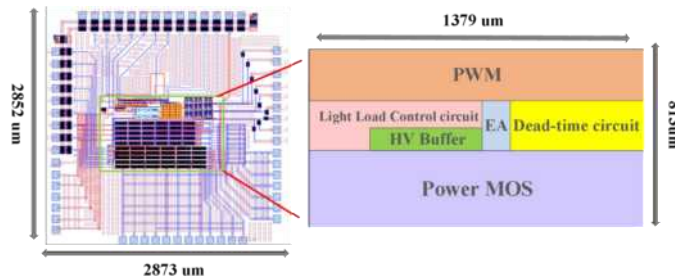 1379 um
2852 um
815um
PWM
Light Load Control circuit
EA
Dead-time circuit
HV Buffer
Power MOS
2873 um